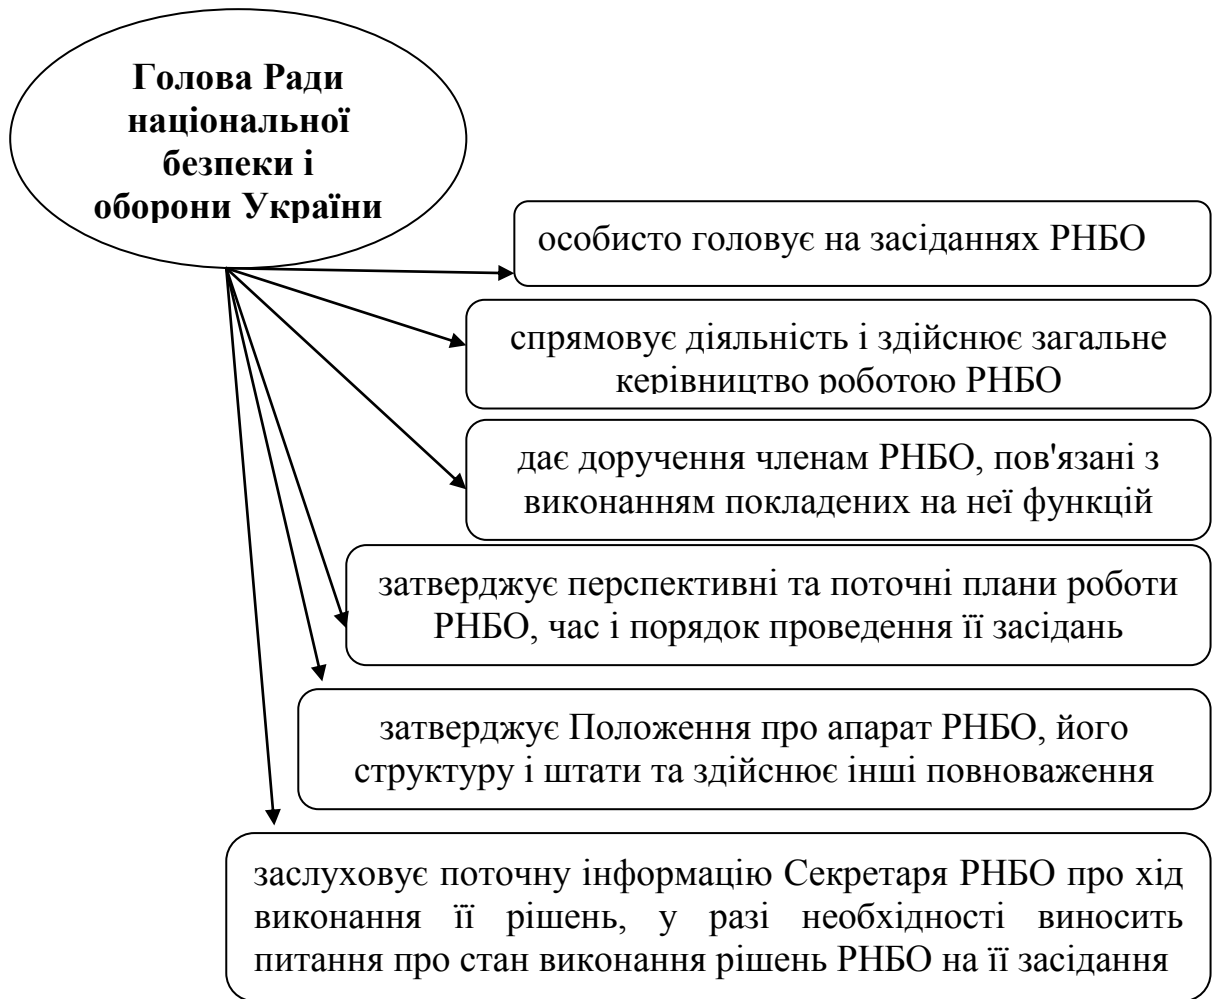 Голова Ради
національної
безпеки і
оборони України
особисто головує на засіданнях РНБО
спрямовує діяльність і здійснює загальне
керівництво роботою РНБО
дає доручення членам РНБО, пов'язані з
виконанням покладених на неї функцій
затверджує перспективні та поточні плани роботи
РНБО, час і порядок проведення її засідань
затверджує Положення про апарат РНБО, його
структуру і штати та здійснює інші повноваження
заслуховує поточну інформацію Секретаря РНБО про хід
виконання її рішень, у разі необхідності виносить
питання про стан виконання рішень РНБО на її засідання